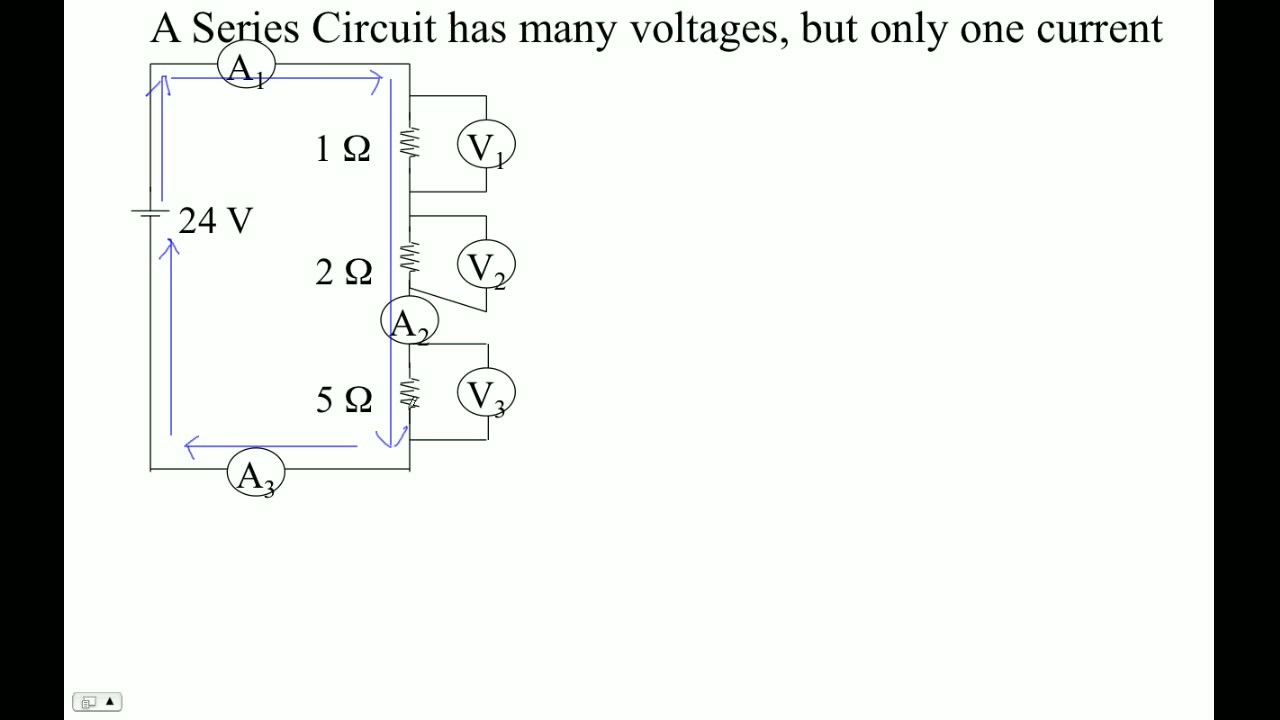 A Series Circuit has many voltages, but only one current
A₁
1 Ω
V₁
24 V
2 Ω
V₂
A₂
5 Ω
V₃
A₃